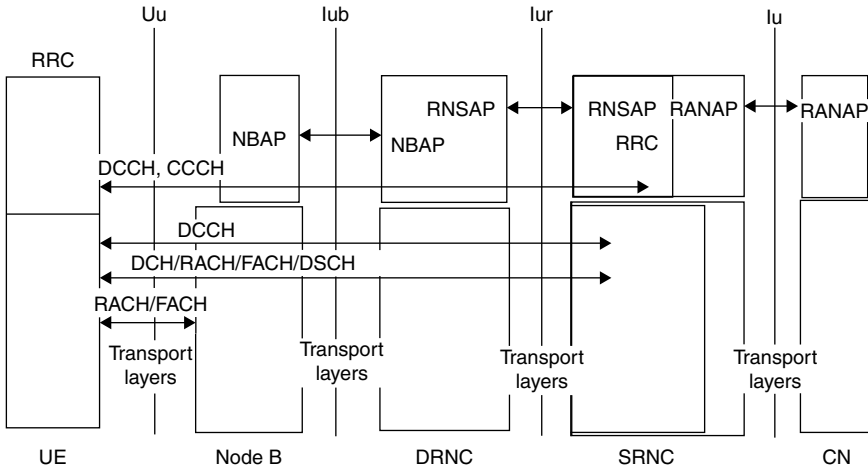 Uu
Iub
Iur
Iu
RRC
NBAP
RNSAP
NBAP
RNSAP
RANAP
RRC
RANAP
DCCH, CCCH
DCCH
DCH/RACH/FACH/DSCH
RACH/FACH
Transport
layers
Transport
layers
Transport
layers
Transport
layers
UE
Node B
DRNC
SRNC
CN